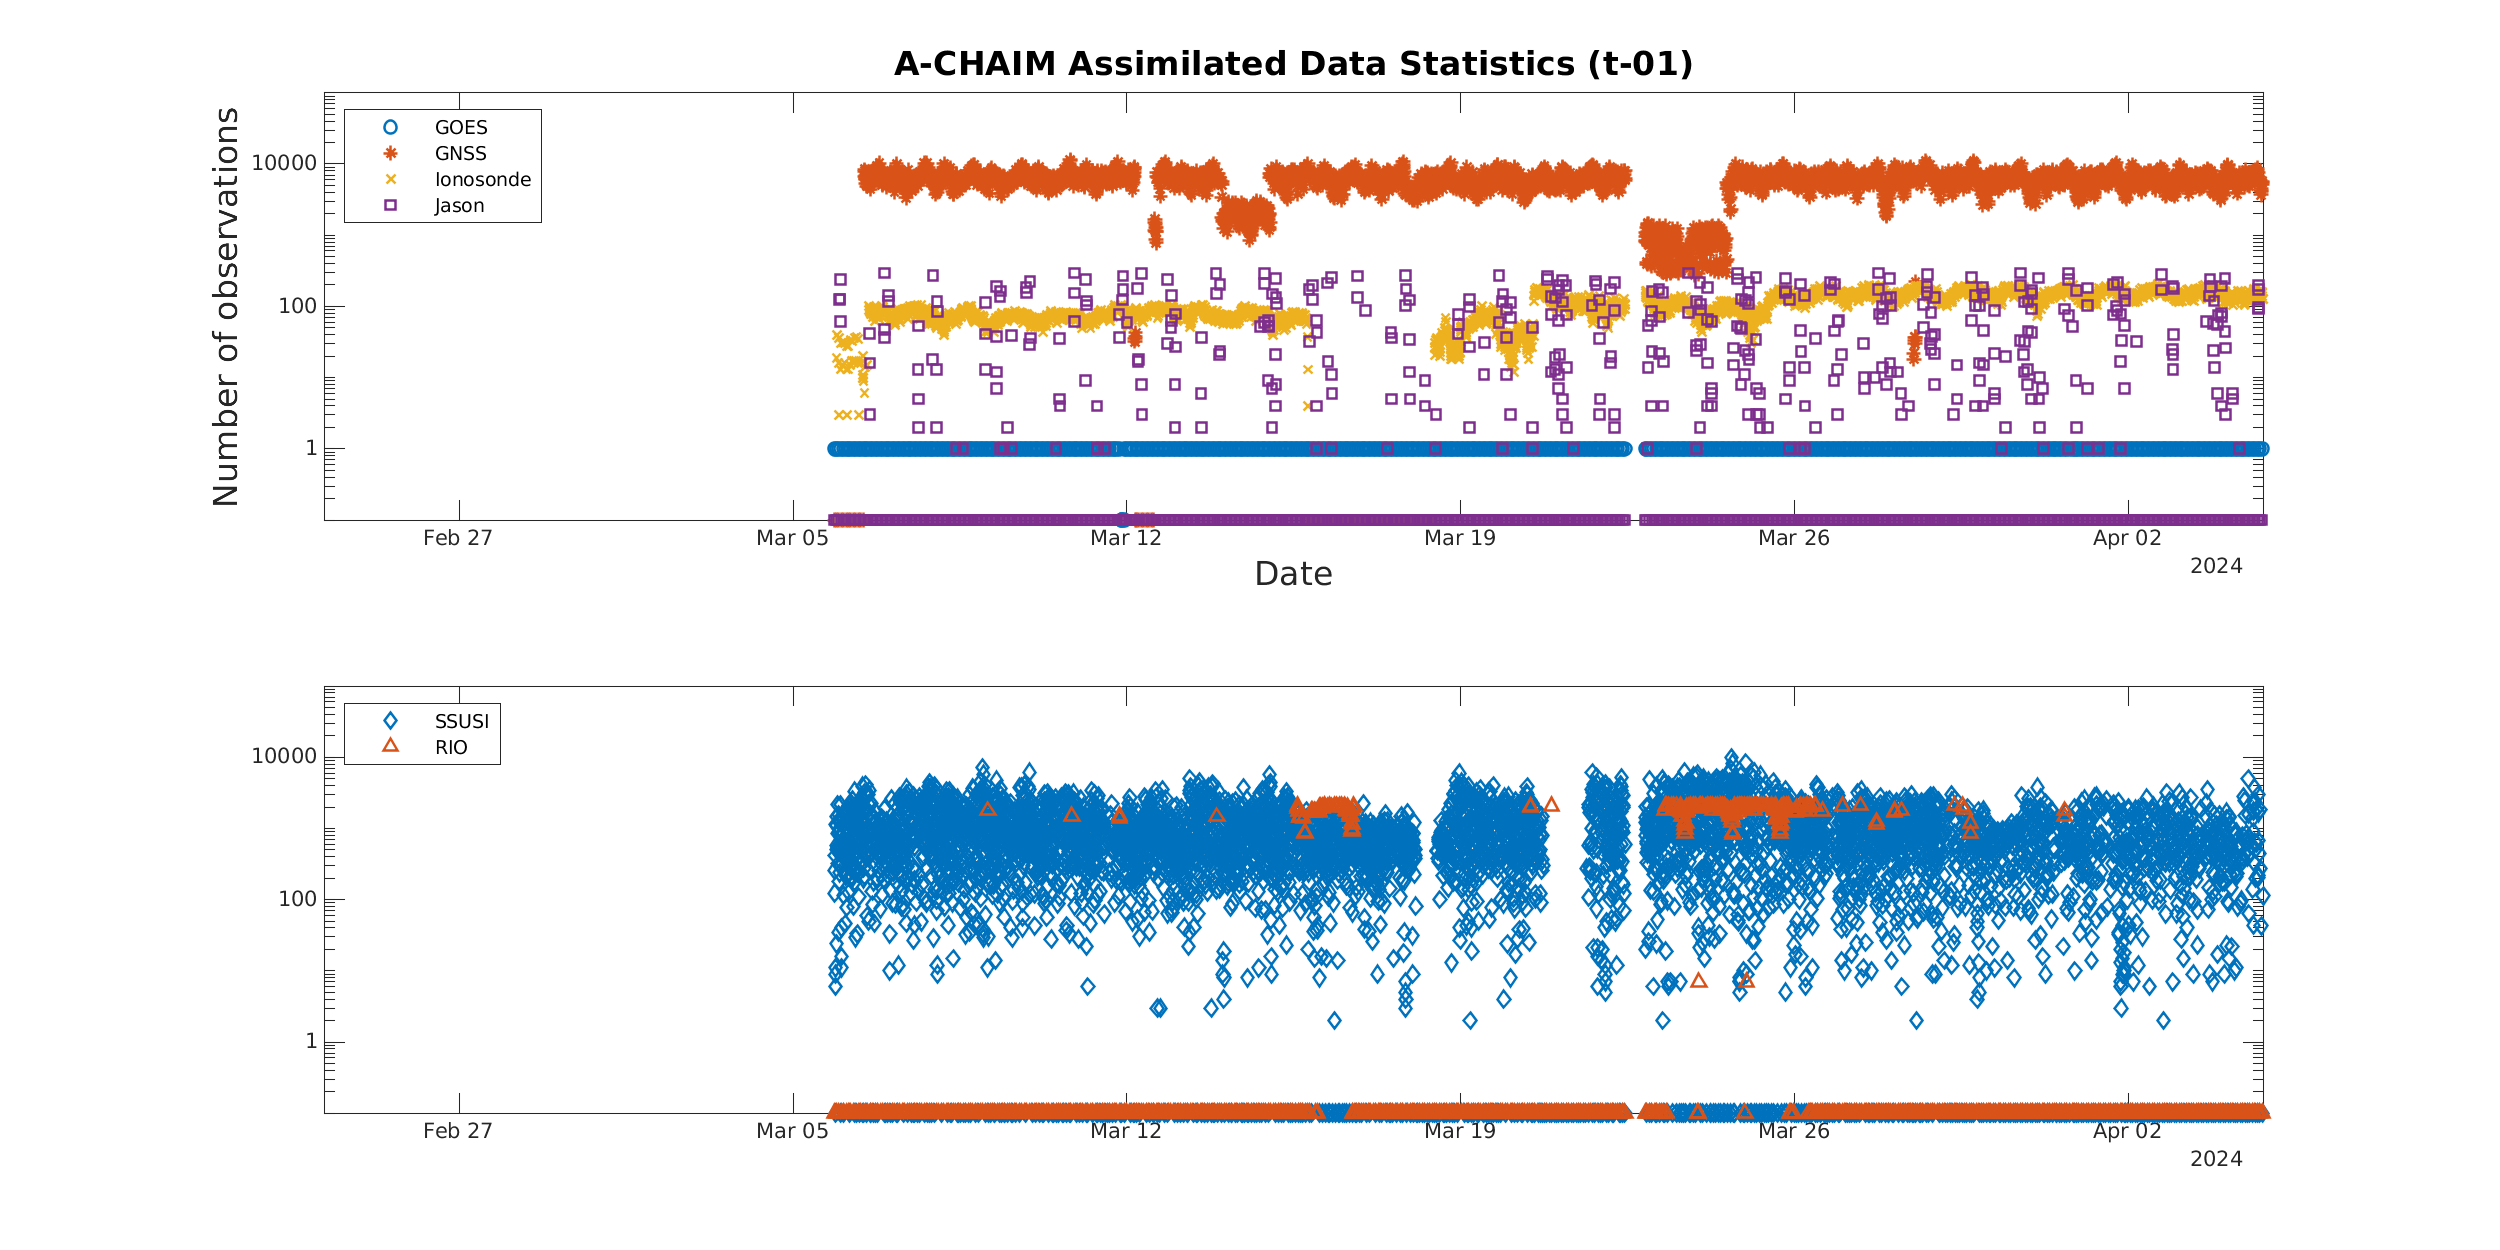 A-CHAIM Assimilated Data Statistics (t-01)
Number of observations
10000
100
1
GOES
GNSS
Ionosonde
Jason
Feb 27
Mar 05
Mar 12
Mar 19
Mar 26
Apr 02
2024
Date
10000
100
1
SSUSI
RIO
Feb 27
Mar 05
Mar 12
Mar 19
Mar 26
Apr 02
2024